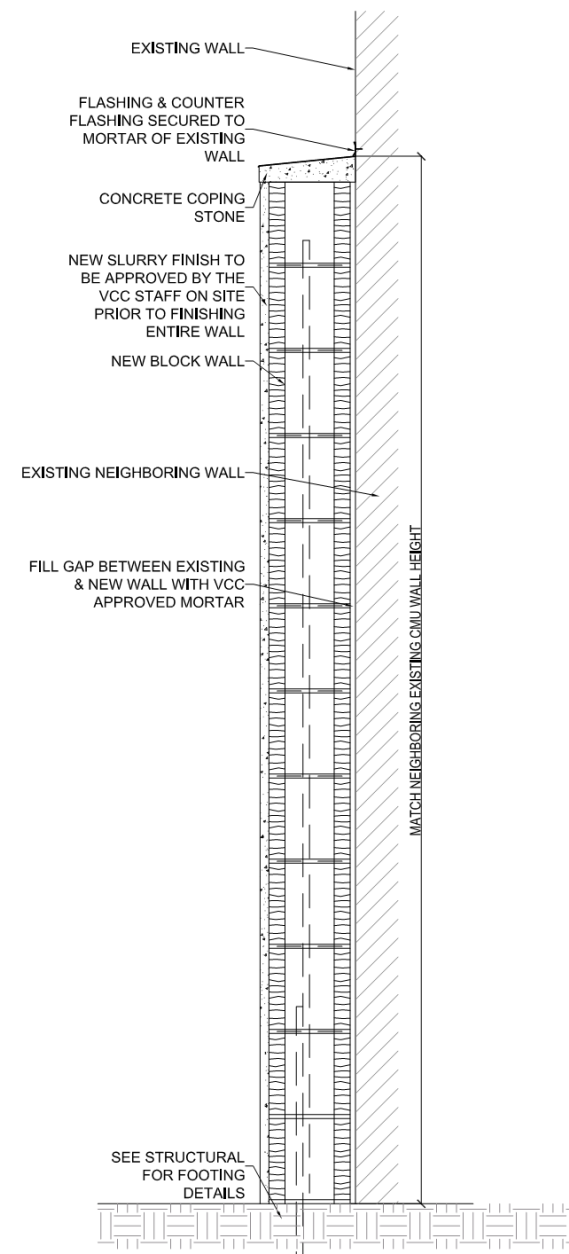 EXISTING WALL
FLASHING & COUNTER
FLASHING SECURED TO
MORTAR OF EXISTING
WALL
CONCRETE COPING
STONE
NEW SLURRY FINISH TO
BE APPROVED BY THE
VCC STAFF ON SITE
PRIOR TO FINISHING
ENTIRE WALL
NEW BLOCK WALL
EXISTING NEIGHBORING WALL
FILL GAP BETWEEN EXISTING
& NEW WALL WITH VCC
APPROVED MORTAR
MATCH NEIGHBORING EXISTING CMU WALL HEIGHT
SEE STRUCTURAL
FOR FOOTING
DETAILS